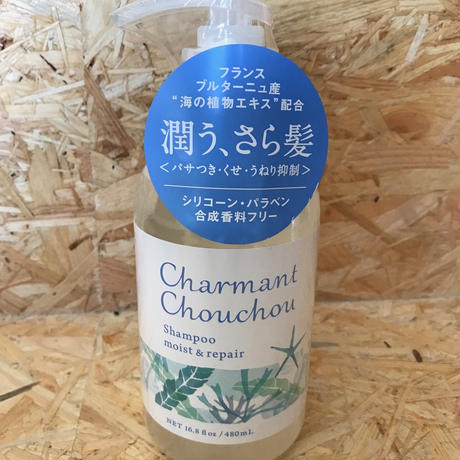 フランス
ブルターニュ産
“海の植物エキス”配合
潤う、さら髪
＜パサつき・くせ・うねり抑制＞
シリコーン・パラベン
合成香料フリー
Charmant
Chouchou
Shampoo
moist & repair
NET 16.8 fl oz / 480mL